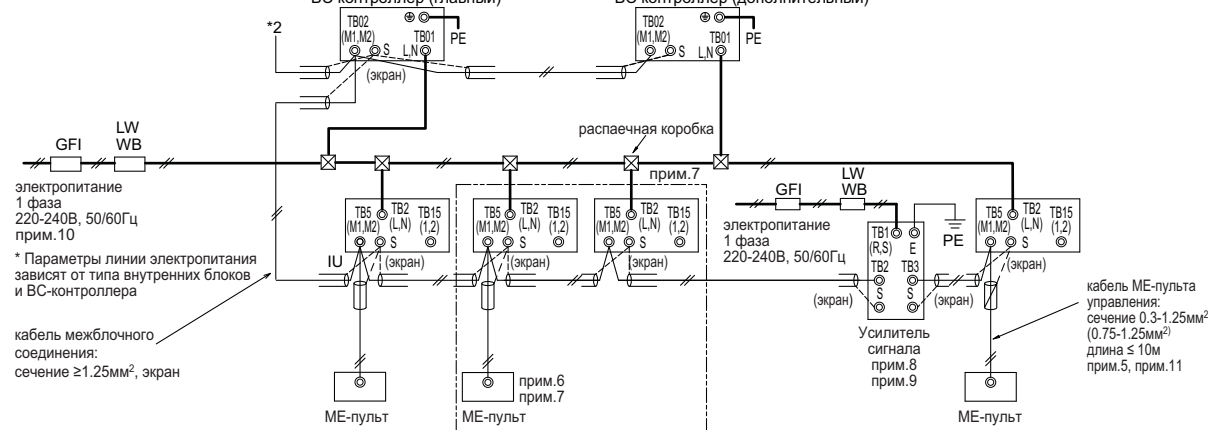 ВС-контроллер (главный)
ВС-контроллер (дополнительный)
*2
TB02
(M1,M2)
S
TB01
L,N
PE
(экран)
TB02
(M1,M2)
S
TB01
L,N
PE
распаечная коробка
GFI
LW
WB
электропитание
1 фаза
220-240В, 50/60Гц
прим.10
* Параметры линии электропитания
зависят от типа внутренних блоков
и ВС-контроллера
кабель межблочного
соединения:
сечение ≥1.25мм², экран
IU
TB5
(M1,M2)
TB2
(L,N)
TB15
(1,2)
S
(экран)
ME-пульт
TB5
(M1,M2)
TB2
(L,N)
TB15
(1,2)
S
(экран)
ME-пульт
прим.6
прим.7
прим.7
TB5
(M1,M2)
TB2
(L,N)
TB15
(1,2)
S
(экран)
GFI
LW
WB
электропитание
1 фаза
220-240В, 50/60Гц
TB1
(R,S)
E
PE
TB2
TB3
S
S
(экран)
(экран)
Усилитель
сигнала
прим.8
прим.9
TB5
(M1,M2)
TB2
(L,N)
TB15
(1,2)
S
(экран)
ME-пульт
кабель МЕ-пульта
управления:
сечение 0.3-1.25мм²
(0.75-1.25мм²)
длина ≤ 10м
прим.5, прим.11